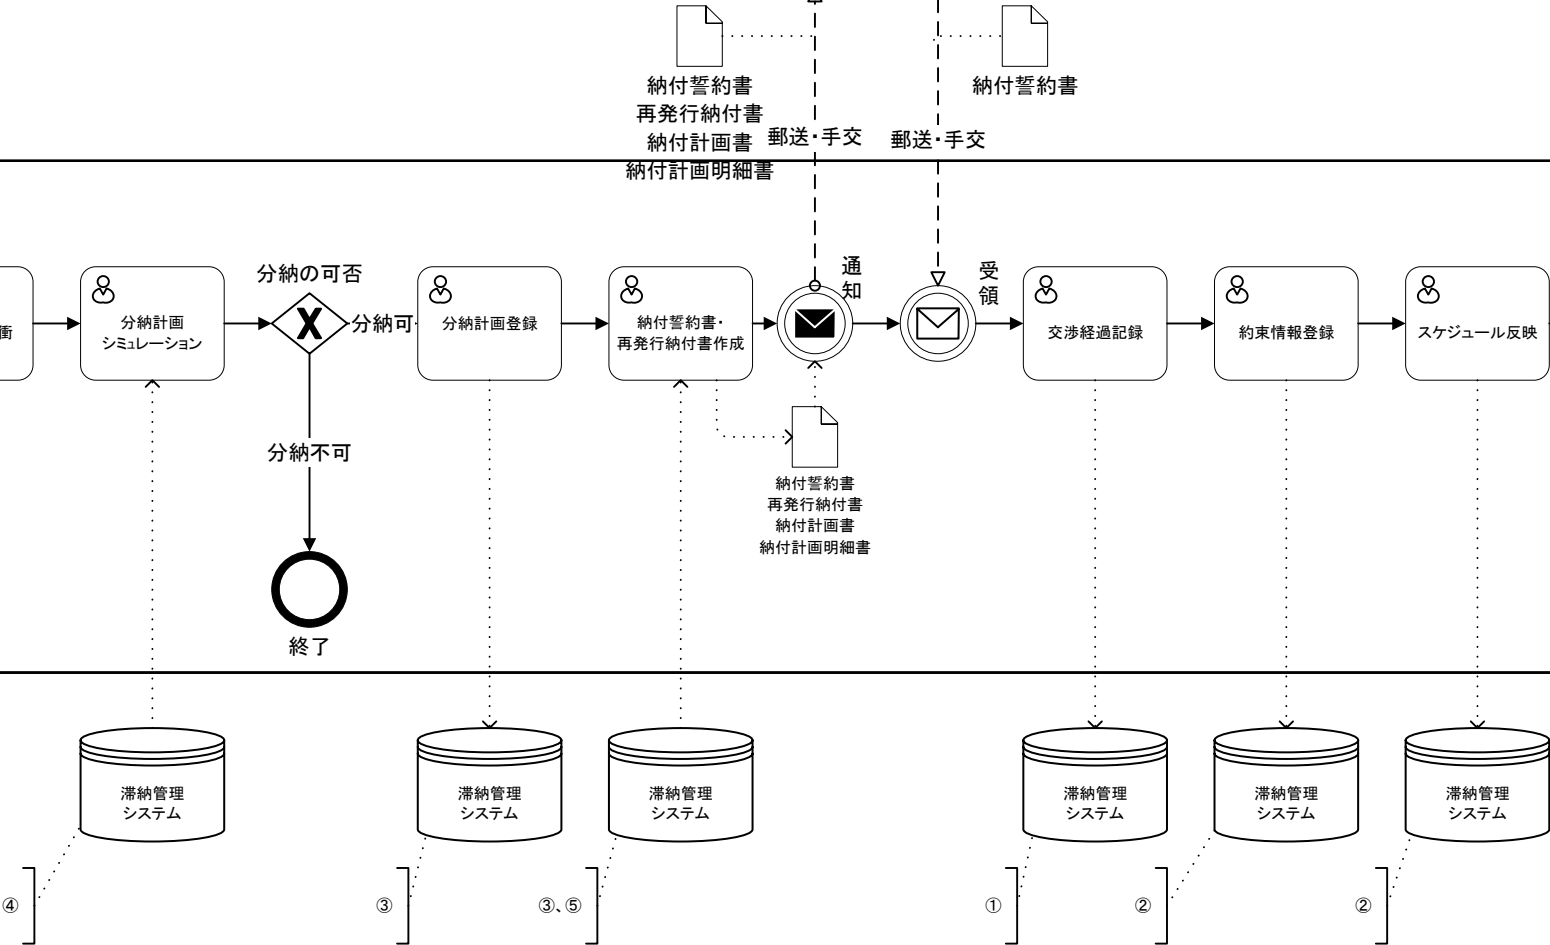 納付誓約書
再発行納付書
納付計画書
納付計画明細書
郵送・手交
郵送・手交
納付誓約書
衝
分納計画
シミュレーション
分納の可否
分納可
分納不可
終了
分納計画登録
納付誓約書・
再発行納付書作成
通
知
受
領
納付誓約書
再発行納付書
納付計画書
納付計画明細書
交渉経過記録
約束情報登録
スケジュール反映
滞納管理
システム
滞納管理
システム
滞納管理
システム
滞納管理
システム
滞納管理
システム
滞納管理
システム
④
③
③、⑤
①
②
②